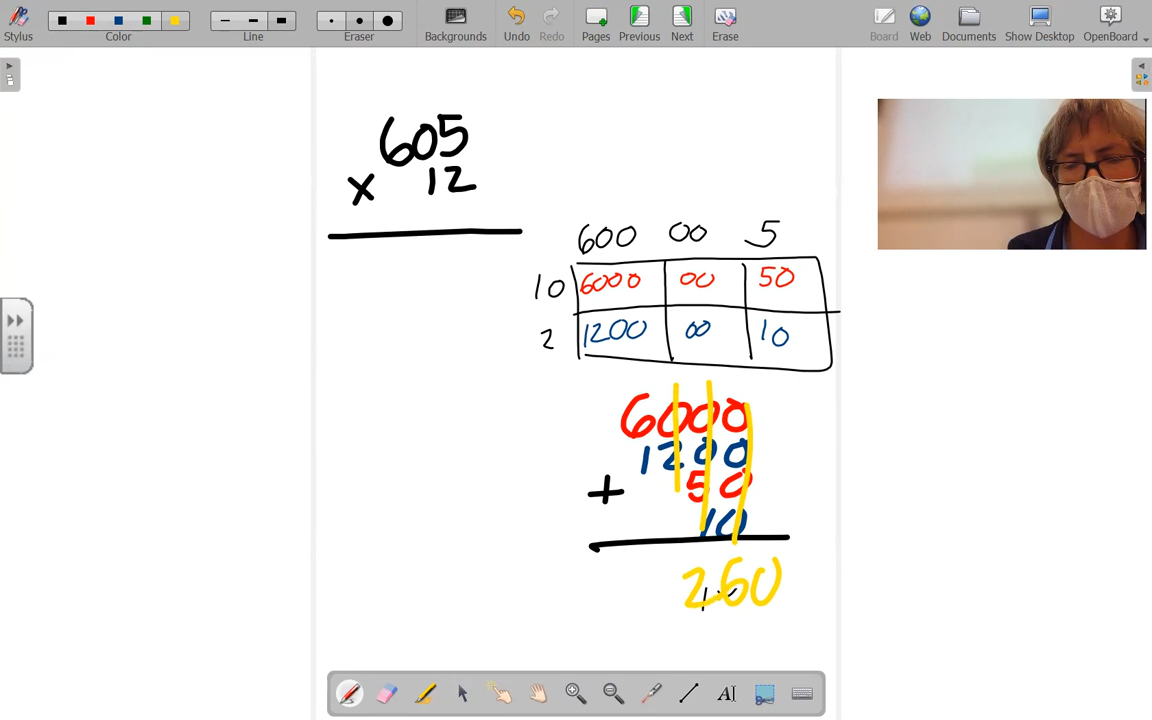 Stylus
Color
Line
Eraser
Backgrounds
Undo
Redo
Pages
Previous
Next
Erase
Board
Web
Documents
Show Desktop
OpenBoard
605
x 12
600 00 5
10 6000 00 50
2 1200 00 10
6000
1200
+ 50
10
260
A